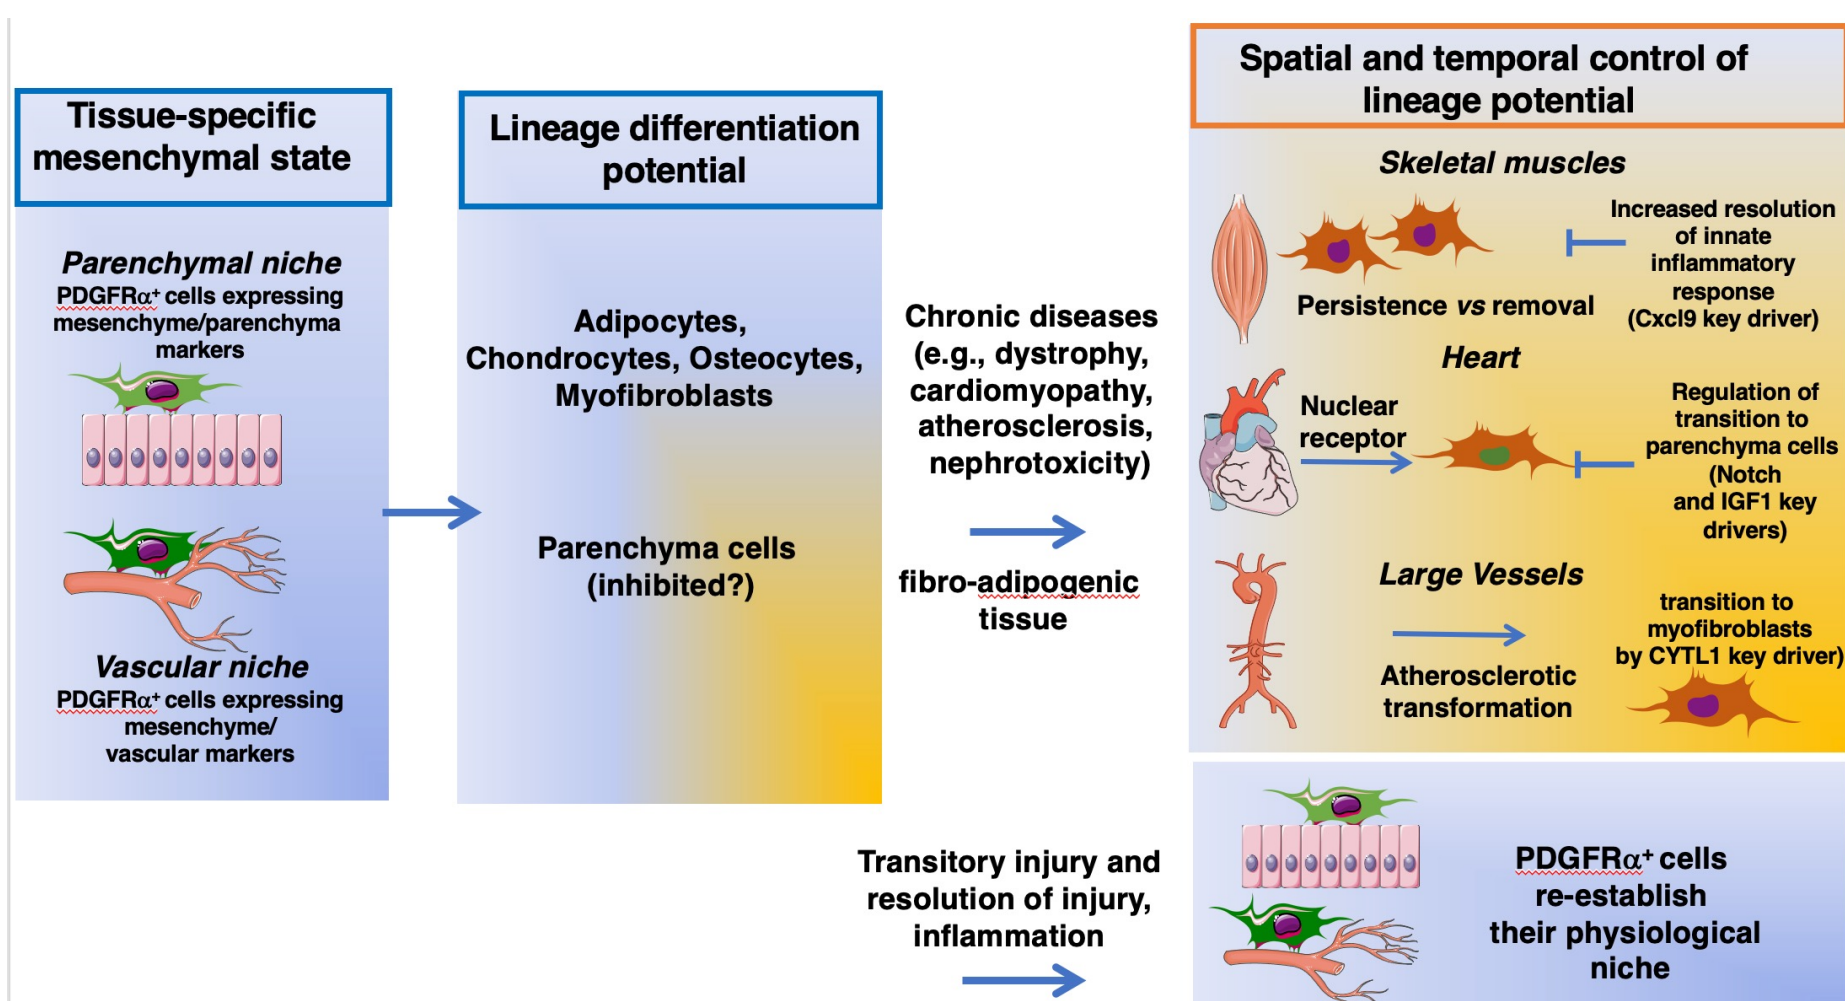 Tissue-specific
mesenchymal state
Parenchymal niche
PDGFRα⁺ cells expressing
mesenchyme/parenchyma
markers
Vascular niche
PDGFRα⁺ cells expressing
mesenchyme/
vascular markers
Lineage differentiation
potential
Adipocytes,
Chondrocytes, Osteocytes,
Myofibroblasts
Parenchyma cells
(inhibited?)
Chronic diseases
(e.g., dystrophy,
cardiomyopathy,
atherosclerosis,
nephrotoxicity)
fibro-adipogenic
tissue
Transitory injury and
resolution of injury,
inflammation
Spatial and temporal control of
lineage potential
Skeletal muscles
Persistence vs removal
Increased resolution
of innate
inflammatory
response
(Cxcl9 key driver)
Heart
Nuclear
receptor
Regulation of
transition to
parenchyma cells
(Notch
and IGF1 key
drivers)
Large Vessels
Atherosclerotic
transformation
transition to
myofibroblasts
by CYTL1 key driver)
PDGFRα⁺ cells
re-establish
their physiological
niche